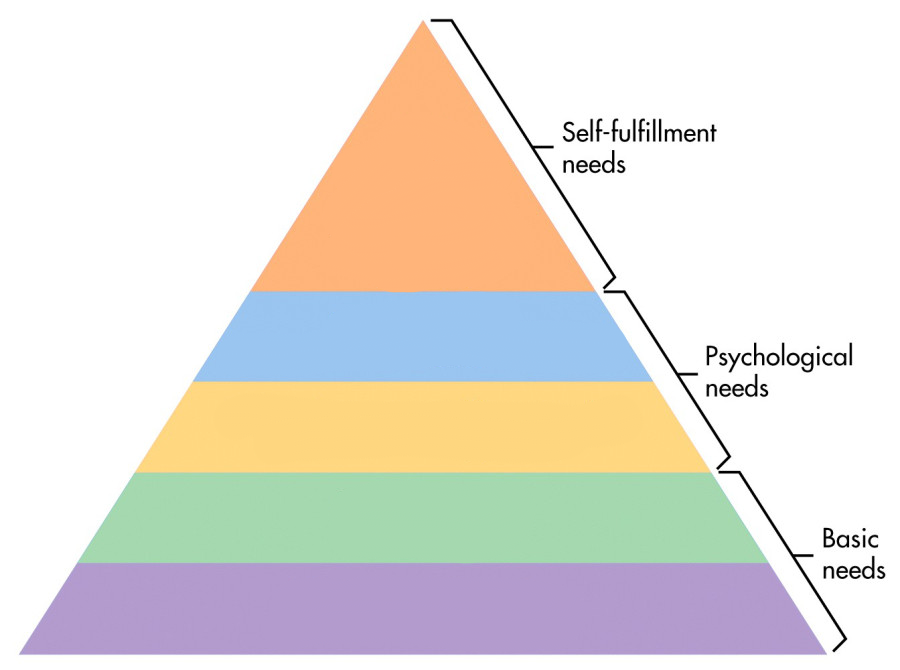 Self-fulfillment
needs
Psychological
needs
Basic
needs